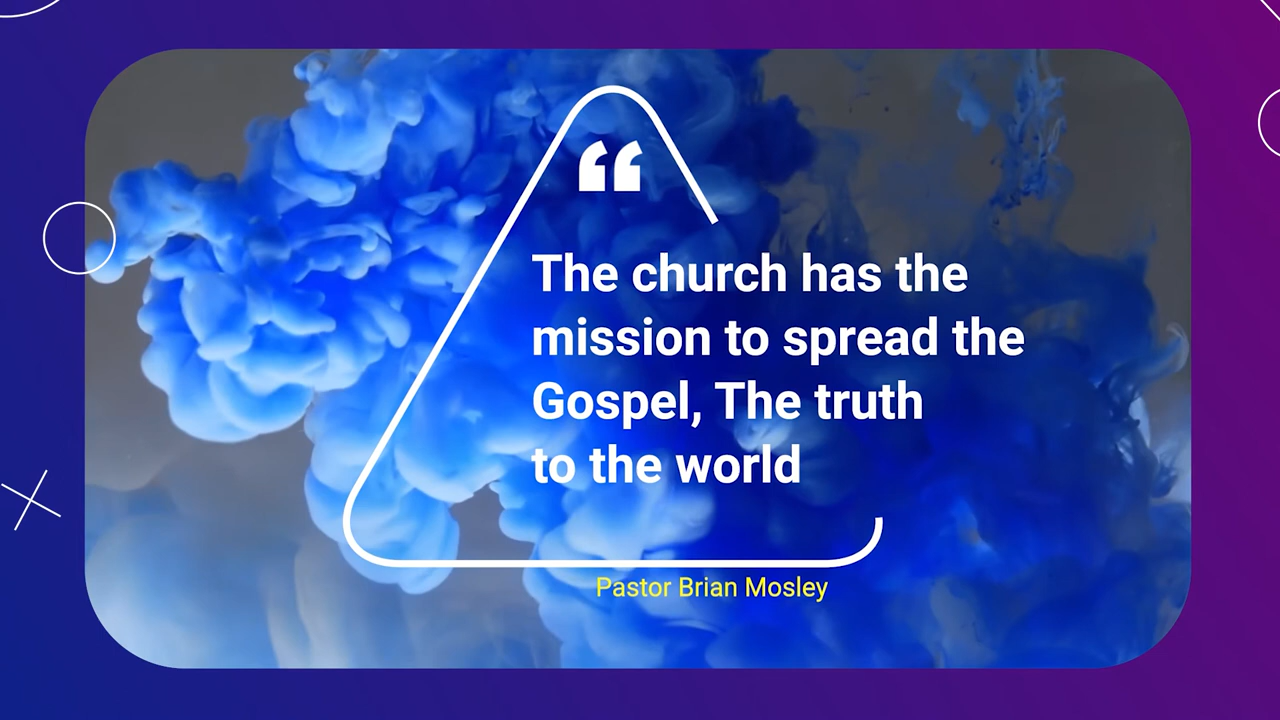 “
The church has the
mission to spread the
Gospel, The truth
to the world
Pastor Brian Mosley